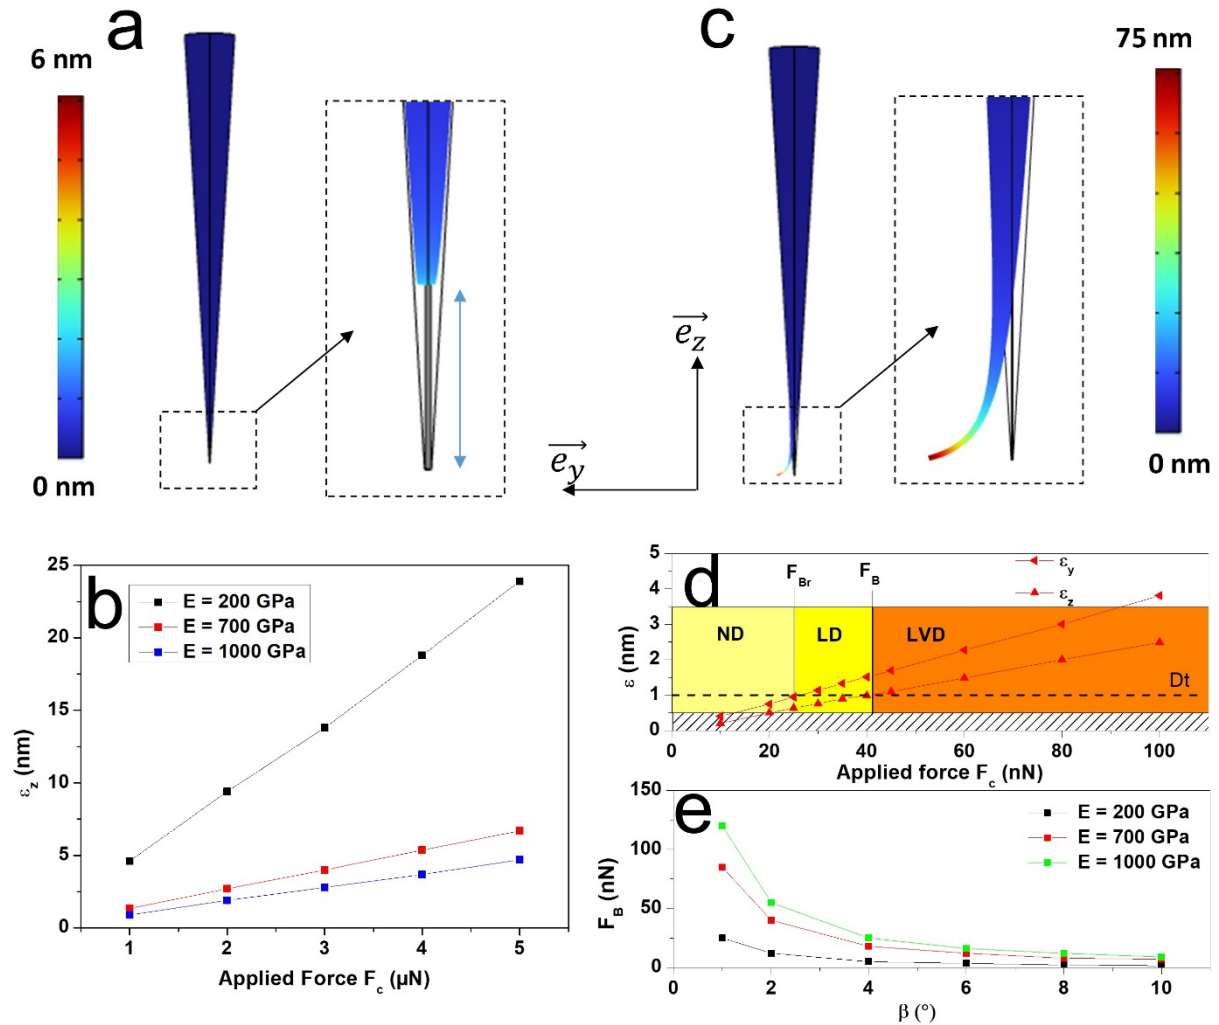 a
6 nm
0 nm
c
75 nm
0 nm
e_z
e_y
b
E = 200 GPa
E = 700 GPa
E = 1000 GPa
25
20
15
10
5
0
ε_z (nm)
1 2 3 4 5
Applied Force F_c (µN)
d
F_Br F_B
ε_y
ε_z
ND LD LVD
Dt
5
4
3
2
1
0
ε (nm)
0 20 40 60 80 100
Applied force F_c (nN)
e
E = 200 GPa
E = 700 GPa
E = 1000 GPa
150
100
50
0
F_B (nN)
0 2 4 6 8 10
β (°)